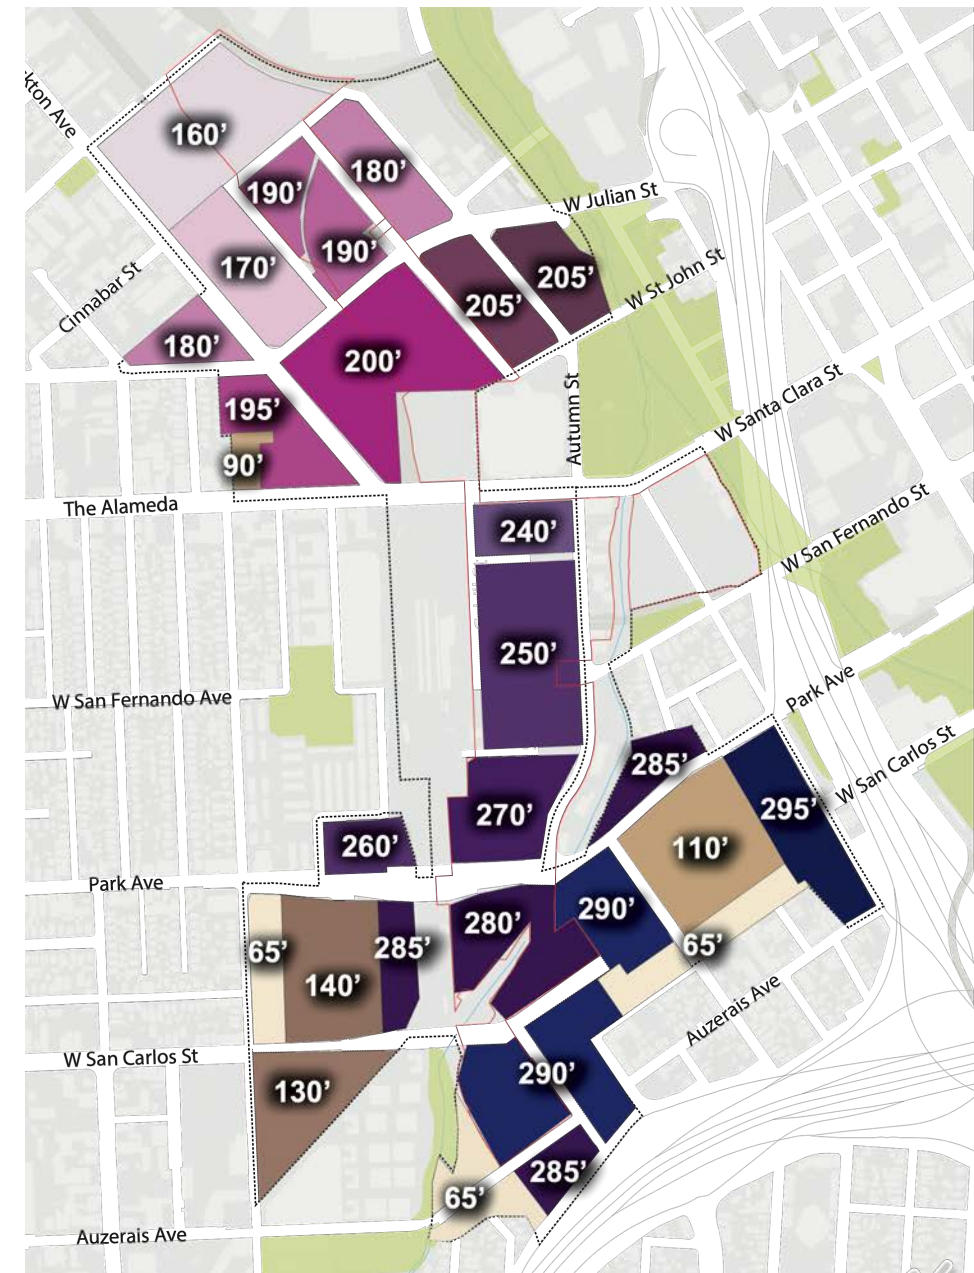 kton Ave
160’
180’
190’
190’
W Julian St
170’
Cinnabar St
205’
205’
W St John St
180’
200’
195’
Autumn St
W Santa Clara St
90’
The Alameda
240’
W San Fernando St
250’
W San Fernando Ave
Park Ave
285’
W San Carlos St
295’
270’
260’
110’
Park Ave
290’
280’
65’
65’
285’
140’
Auzerais Ave
W San Carlos St
290’
130’
285’
65’
Auzerais Ave